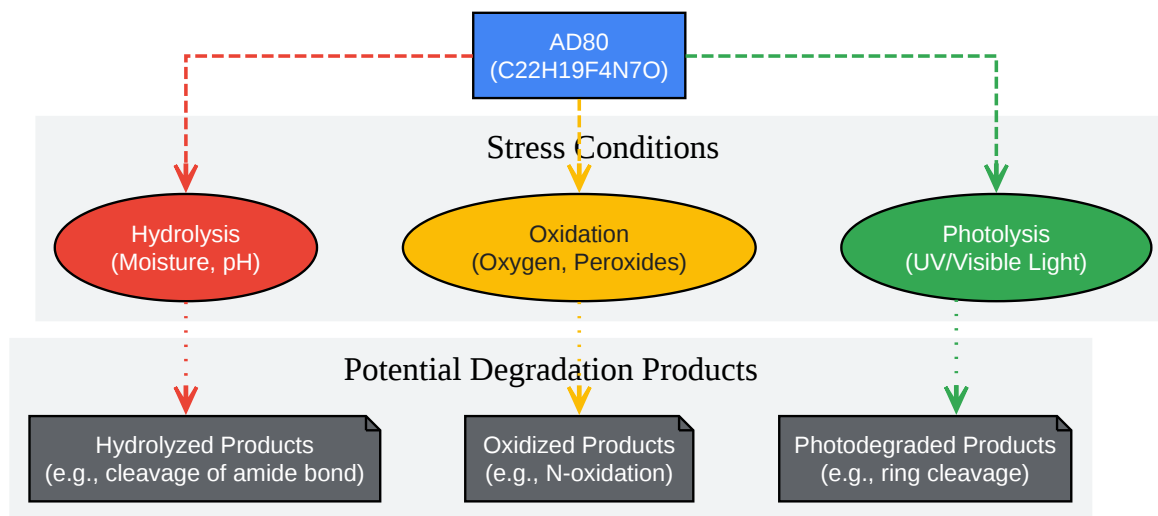 AD80
(C22H19F4N7O)
Stress Conditions
Hydrolysis
(Moisture, pH)
Oxidation
(Oxygen, Peroxides)
Photolysis
(UV/Visible Light)
Potential Degradation Products
Hydrolyzed Products
(e.g., cleavage of amide bond)
Oxidized Products
(e.g., N-oxidation)
Photodegraded Products
(e.g., ring cleavage)